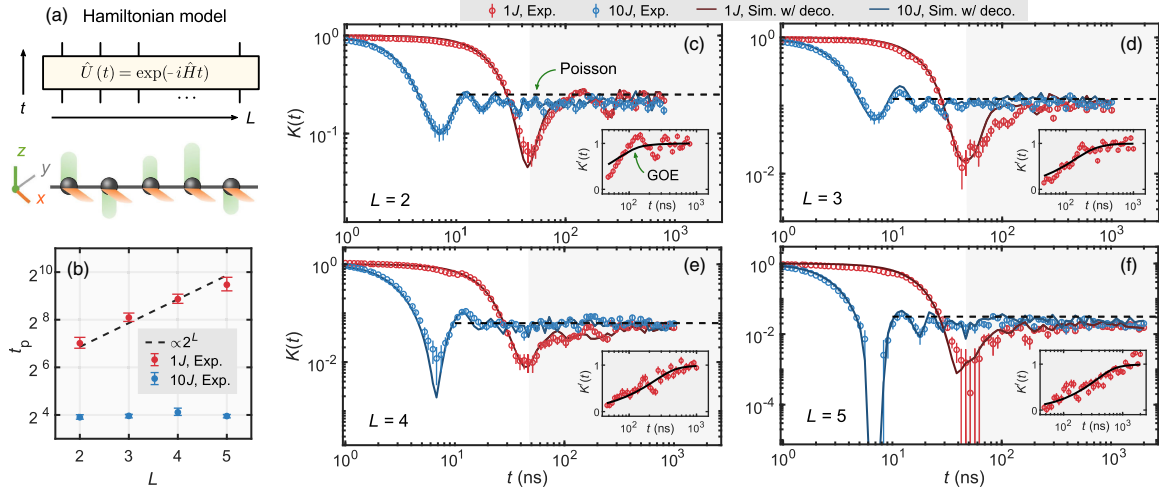 1J, Exp. 10J, Exp. 1J, Sim. w/ deco. 10J, Sim. w/ deco.
(a) Hamiltonian model
Û (t) = exp(-iĤt)
...
t
L
z
y
x
(b)
2^10
2^8
2^6
2^4
t_p
∝2^L
1J, Exp.
10J, Exp.
2 3 4 5
L
(c)
Poisson
10^0
10^-1
K(t)
L = 2
K'(t)
1
0
GOE
10^2 t (ns) 10^3
10^0 10^1 10^2 10^3
(d)
10^0
10^-2
L = 3
K'(t)
1
0
10^2 t (ns) 10^3
10^0 10^1 10^2 10^3
(e)
10^0
10^-2
10^-4
K(t)
L = 4
K'(t)
1
0
10^2 t (ns) 10^3
10^0 10^1 10^2 10^3
t (ns)
(f)
10^0
10^-2
10^-4
L = 5
K'(t)
1
0
10^2 t (ns) 10^3
10^0 10^1 10^2 10^3
t (ns)